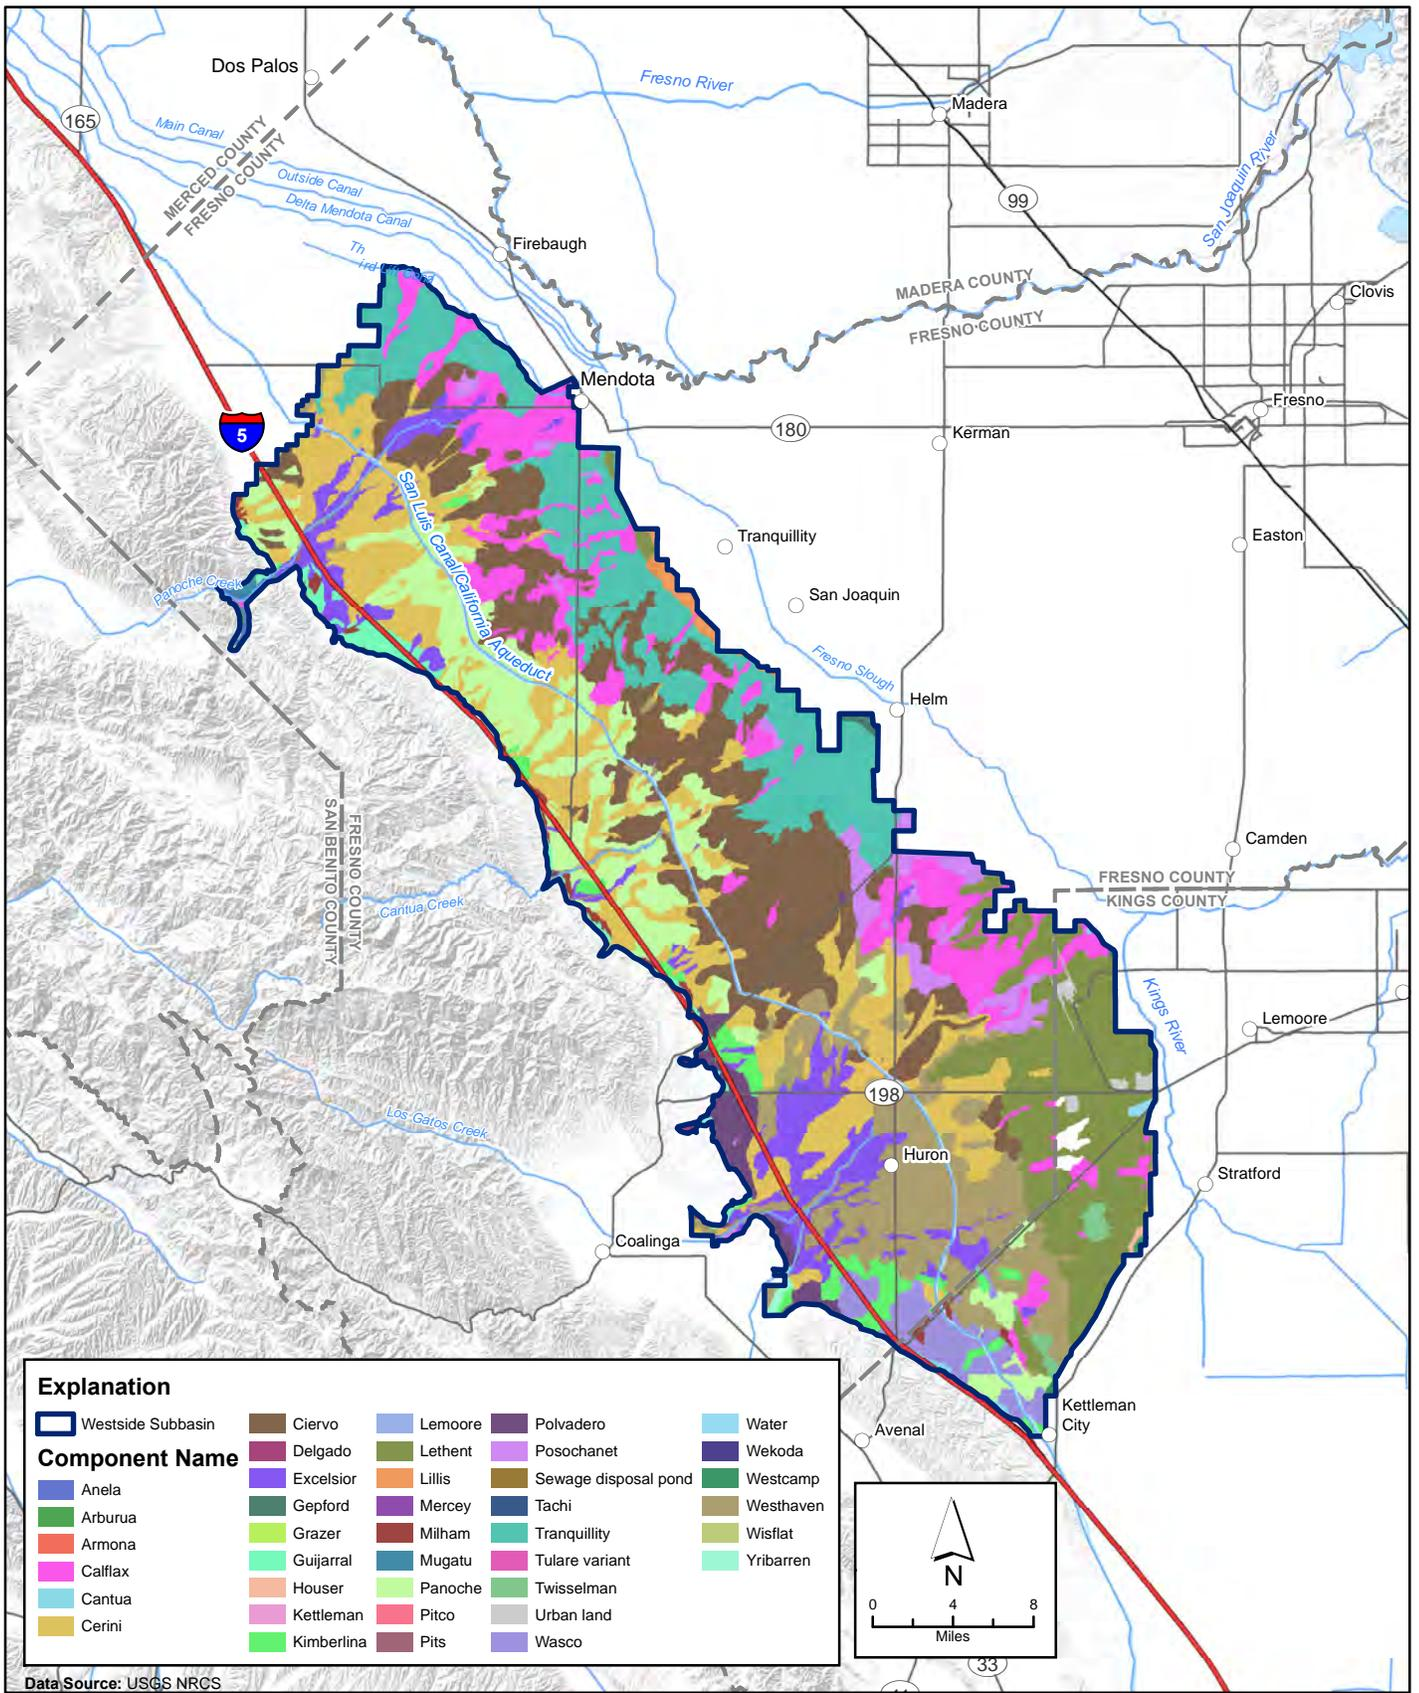 Dos Palos
Fresno River
Madera
165
Main Canal
MERCED COUNTY
FRESNO COUNTY
Outside Canal
Delta Mendota Canal
San Joaquin River
99
Firebaugh
Th
ird Lift Canal
MADERA COUNTY
FRESNO COUNTY
Clovis
Mendota
Fresno
5
180
Kerman
San Luis Canal/California Aqueduct
Tranquillity
Easton
Panoche Creek
San Joaquin
Fresno Slough
Helm
SAN BENITO COUNTY
FRESNO COUNTY
Camden
FRESNO COUNTY
KINGS COUNTY
Cantua Creek
Kings River
Lemoore
198
Los Gatos Creek
Huron
Stratford
Coalinga
Kettleman
City
Avenal
Explanation
Westside Subbasin
Component Name
Anela
Arburua
Armona
Calflax
Cantua
Cerini
Ciervo
Delgado
Excelsior
Gepford
Grazer
Guijarral
Houser
Kettleman
Kimberlina
Lemoore
Lethent
Lillis
Mercey
Milham
Mugatu
Panoche
Pitco
Pits
Polvadero
Posochanet
Sewage disposal pond
Tachi
Tranquillity
Tulare variant
Twisselman
Urban land
Wasco
Water
Wekoda
Westcamp
Westhaven
Wisflat
Yribarren
N
0 4 8
Miles
33
Data Source: USGS NRCS